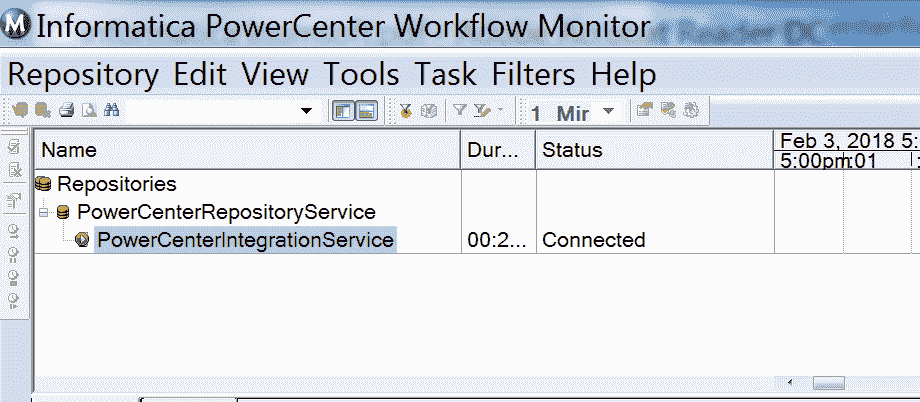 Informatica PowerCenter Workflow Monitor
Repository Edit View Tools Task Filters Help
1 Mir
Name Dur... Status Feb 3, 2018 5:
5:00pm :01 :
Repositories
PowerCenterRepositoryService
PowerCenterIntegrationService 00:2... Connected